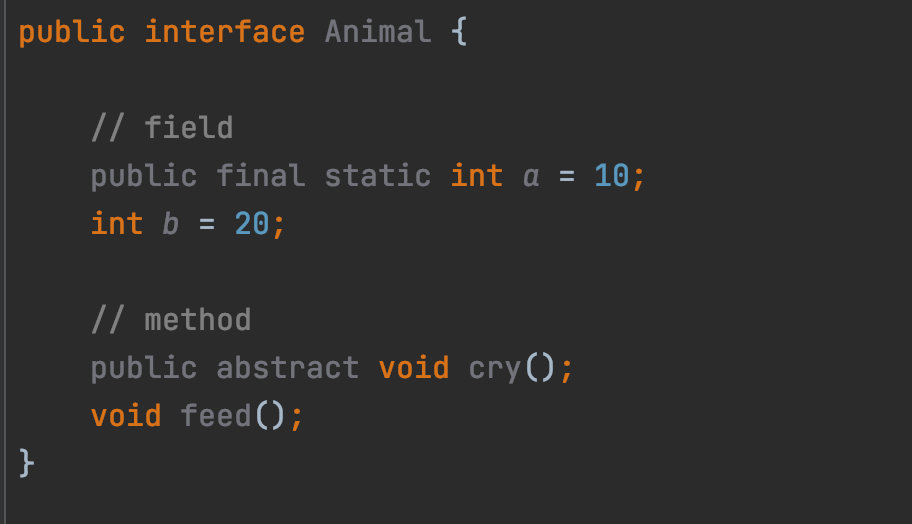 public interface Animal {
// field
public final static int a = 10;
int b = 20;
// method
public abstract void cry();
void feed();
}